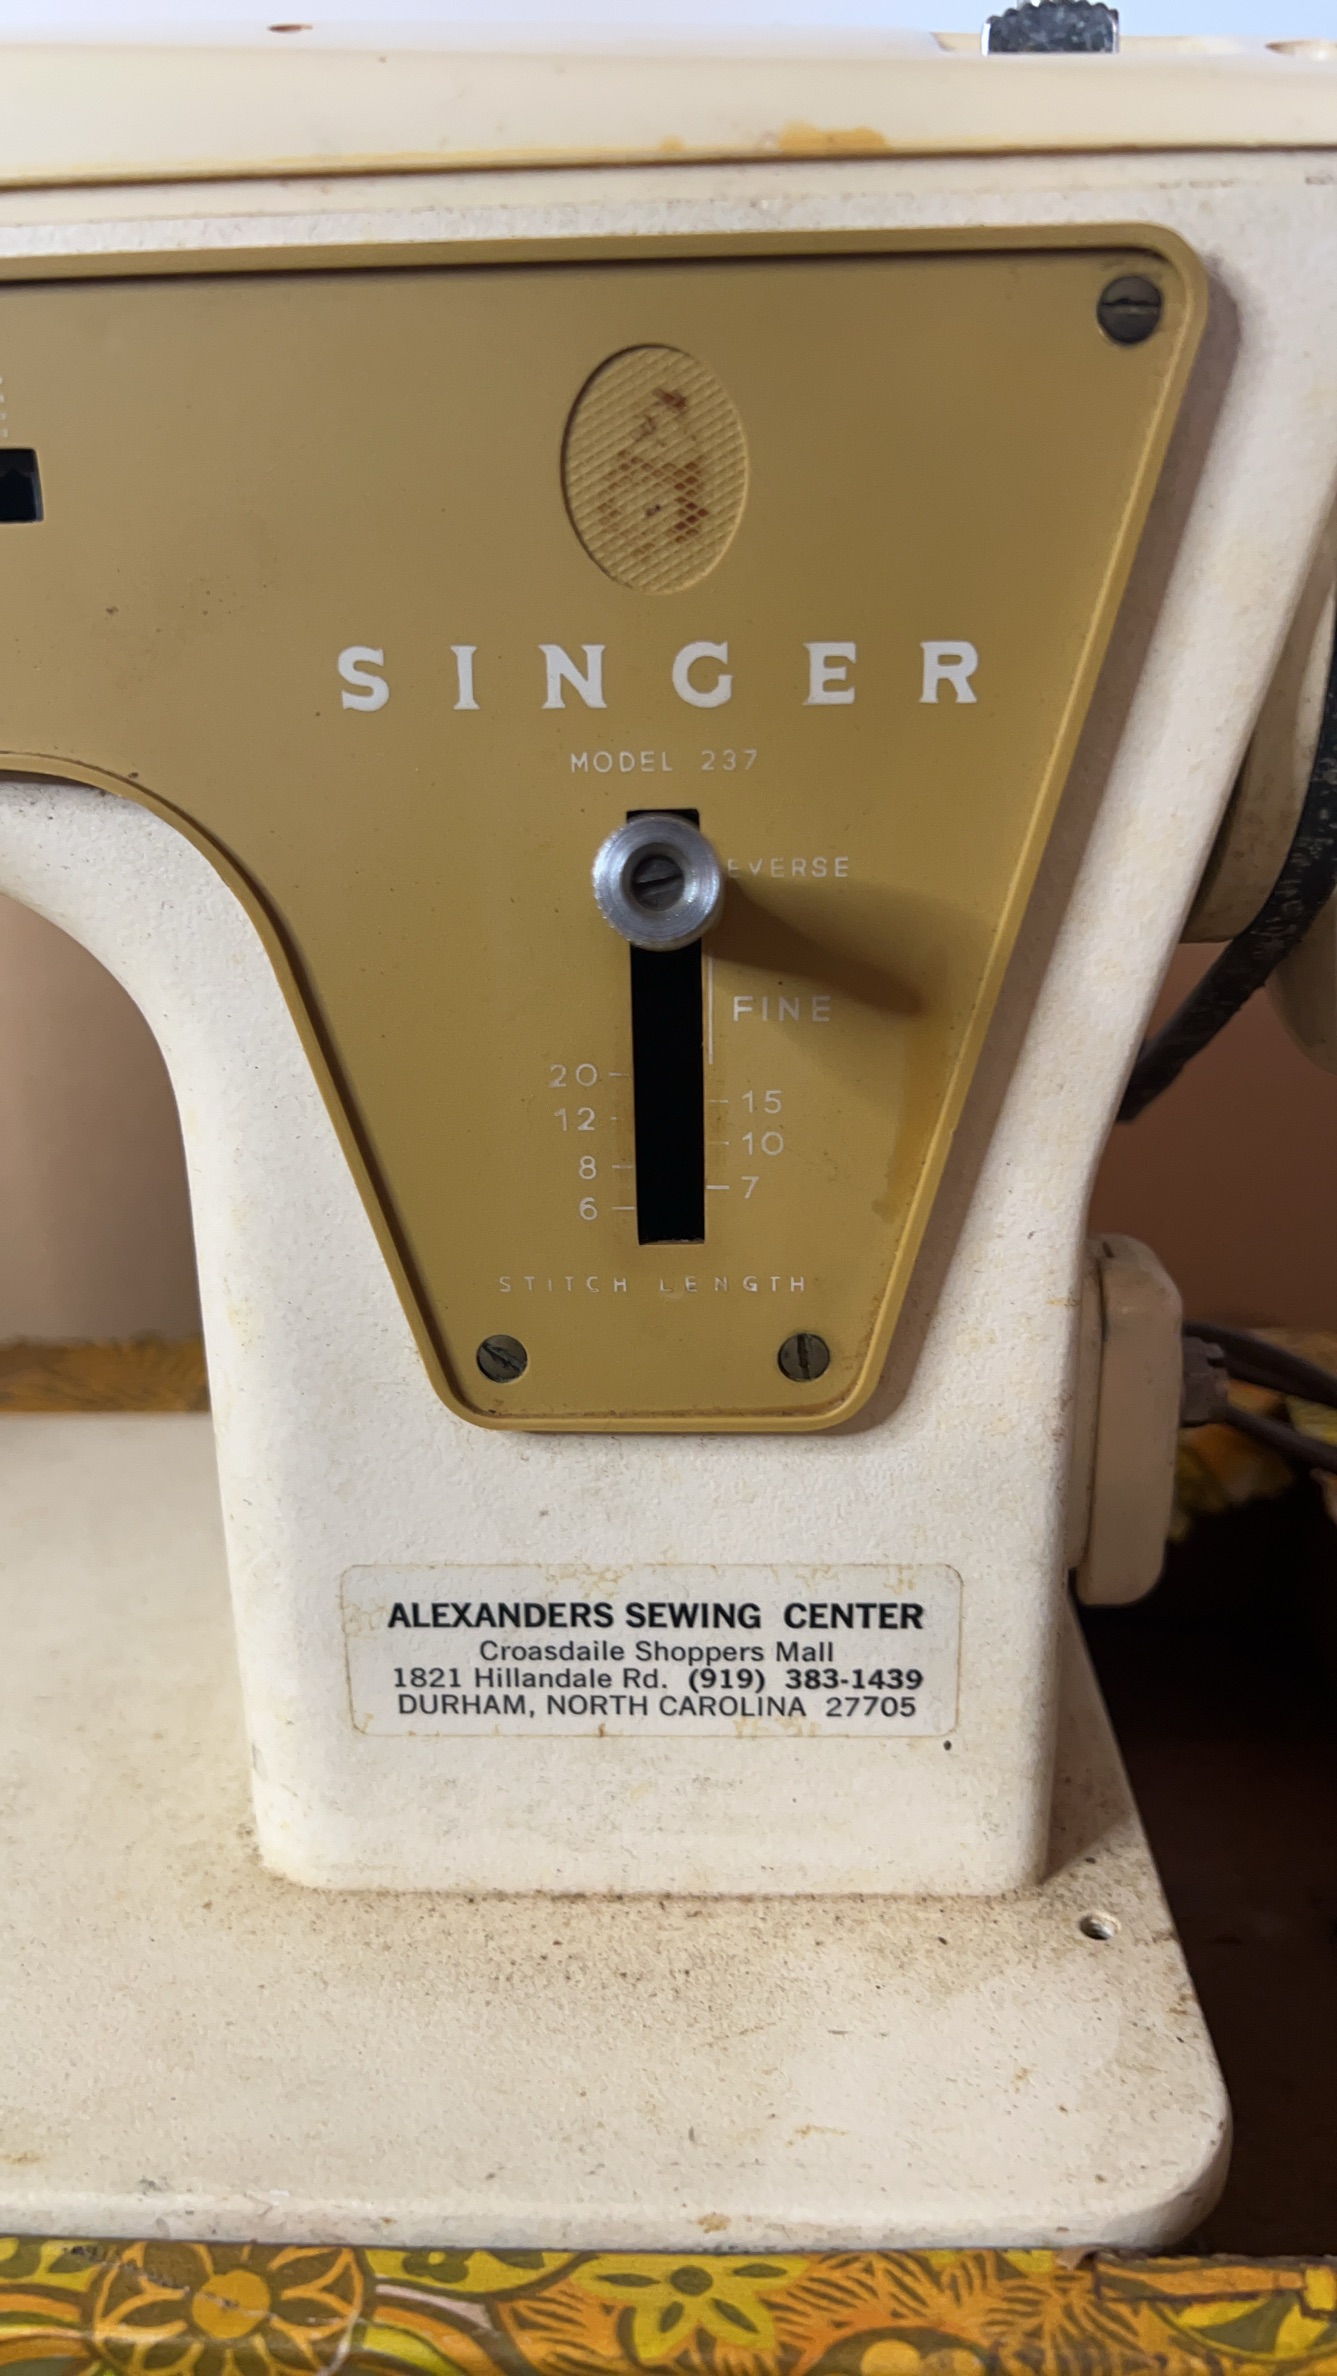 SINGER
MODEL 237
EVERSE
FINE
20
15
12
10
8
7
6
STITCH LENGTH
ALEXANDERS SEWING CENTER
Croasdaile Shoppers Mall
1821 Hillandale Rd. (919) 383-1439
DURHAM, NORTH CAROLINA 27705